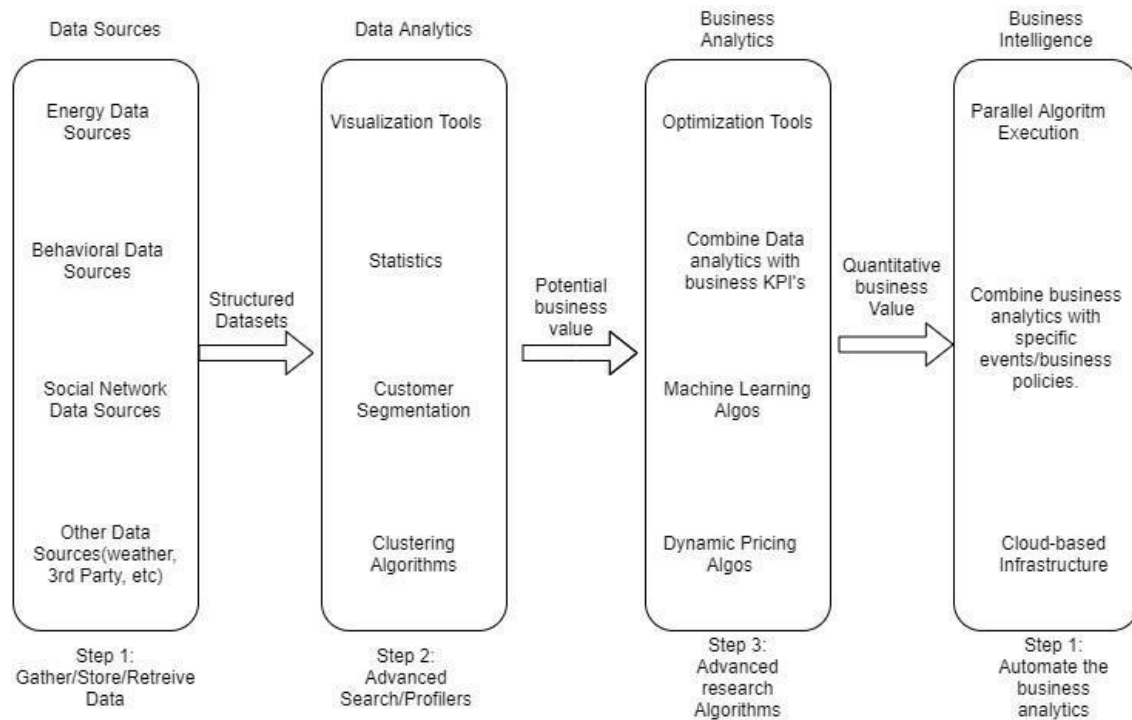 Data Sources
Energy Data
Sources
Behavioral Data
Sources
Social Network
Data Sources
Other Data
Sources(weather,
3rd Party, etc)
Step 1:
Gather/Store/Retreive
Data
Structured
Datasets
Data Analytics
Visualization Tools
Statistics
Customer
Segmentation
Clustering
Algorithms
Step 2:
Advanced
Search/Profilers
Potential
business
value
Business
Analytics
Optimization Tools
Combine Data
analytics with
business KPI's
Machine Learning
Algos
Dynamic Pricing
Algos
Step 3:
Advanced
research
Algorithms
Quantitative
business
Value
Business
Intelligence
Parallel Algoritm
Execution
Combine business
analytics with
specific
events/business
policies.
Cloud-based
Infrastructure
Step 1:
Automate the
business
analytics